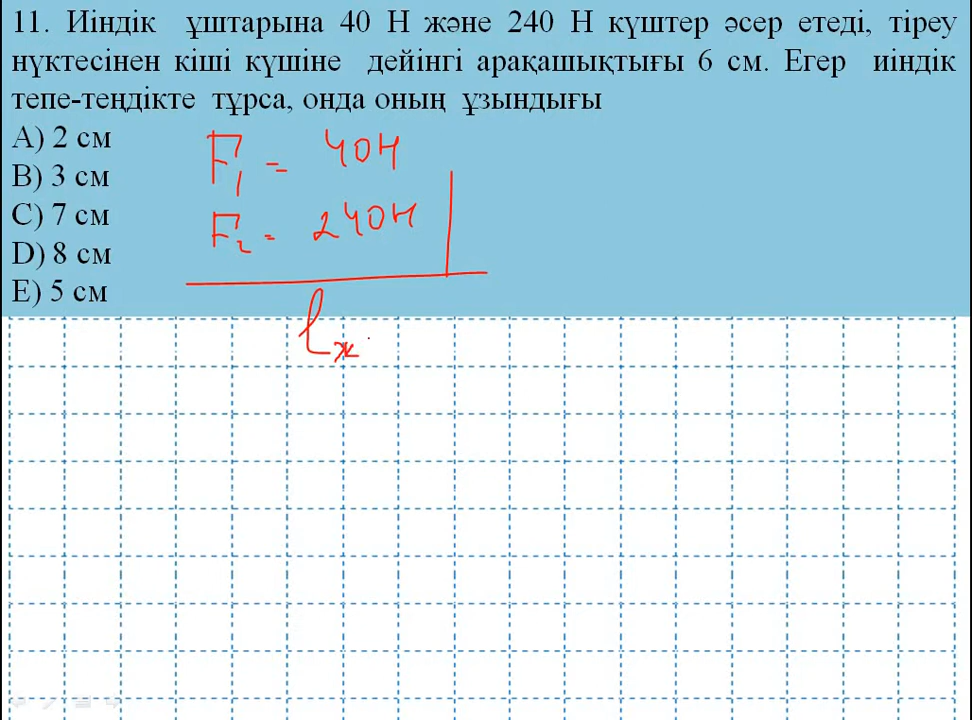 11. Иіндік ұштарына 40 Н және 240 Н күштер әсер етеді, тіреу
нүктесінен кіші күшіне дейінгі арақашықтығы 6 см. Егер иіндік
тепе-теңдікте тұрса, онда оның ұзындығы
A) 2 см
B) 3 см
C) 7 см
D) 8 см
E) 5 см
F₁ = 40Н
F₂ = 240Н
ℓж